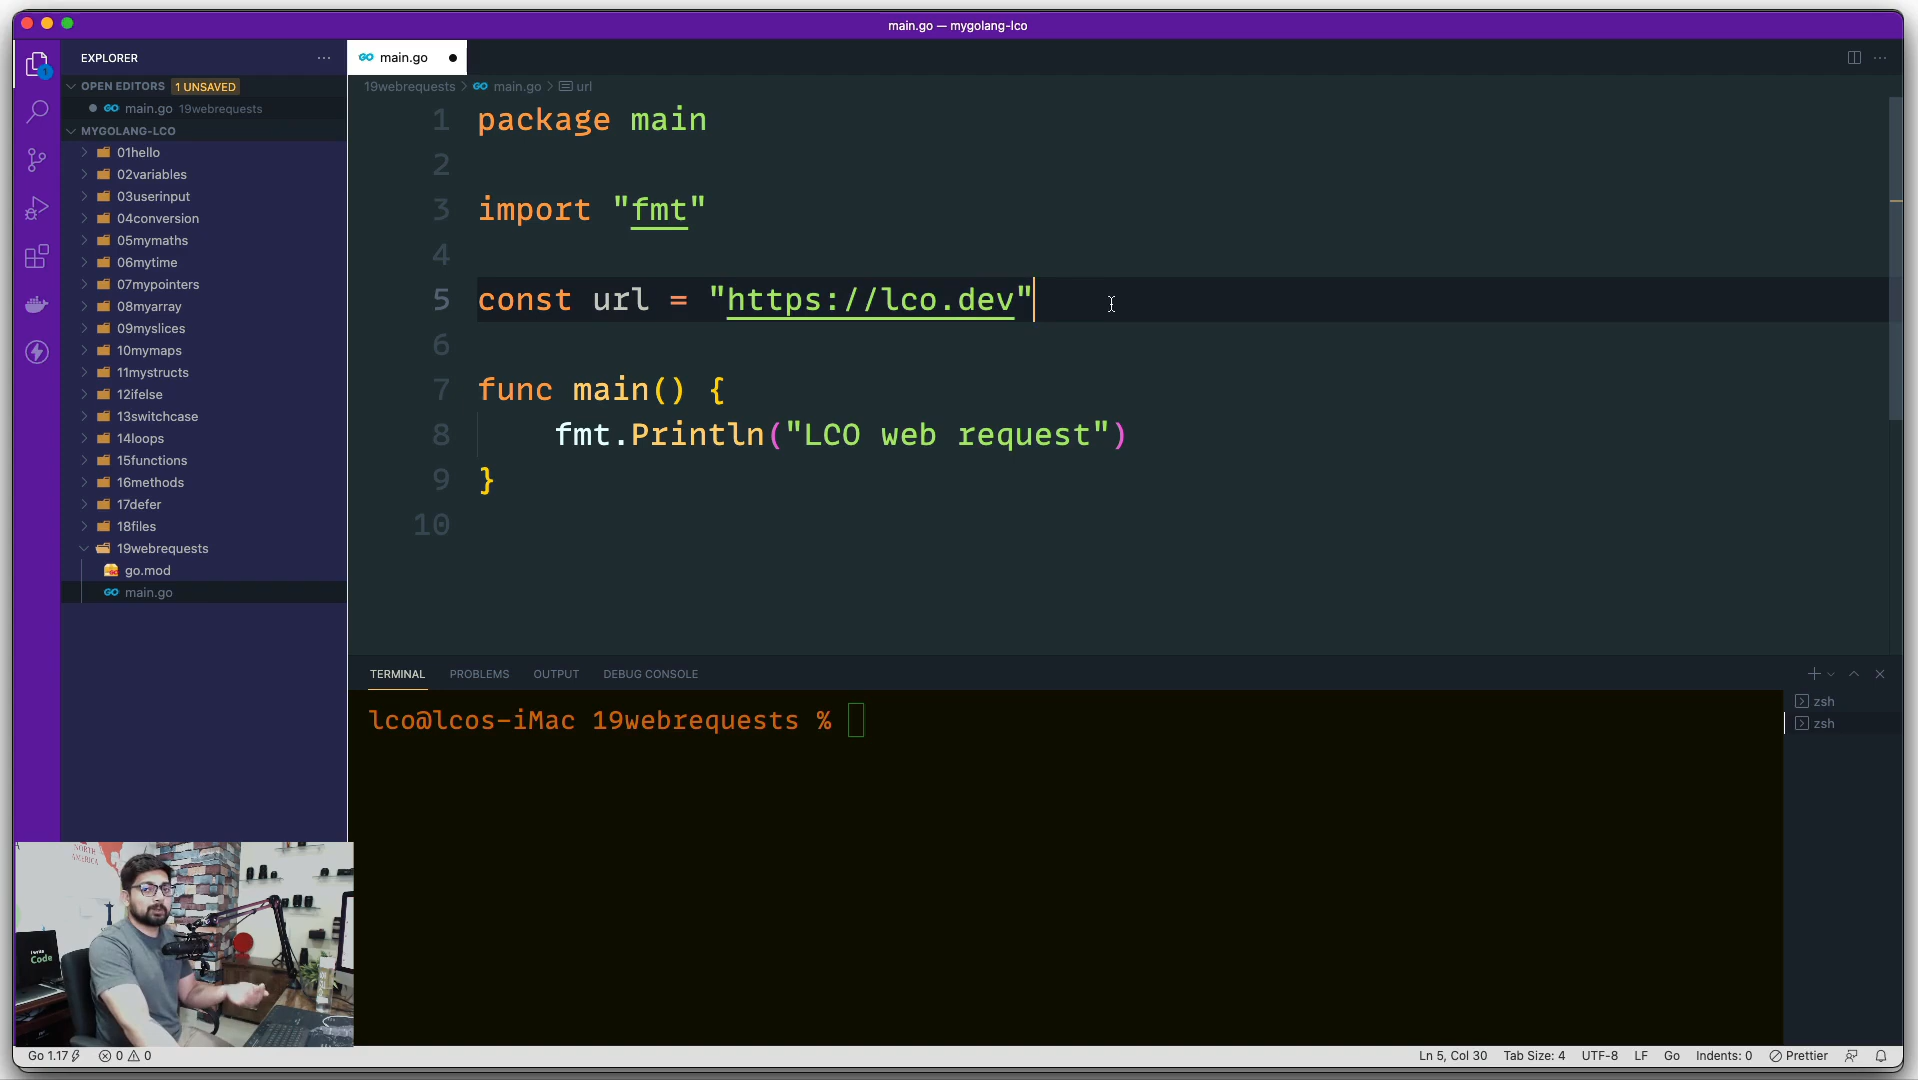 main.go — mygolang-lco
EXPLORER
OPEN EDITORS 1 UNSAVED
main.go 19webrequests
MYGOLANG-LCO
01hello
02variables
03userinput
04conversion
05mymaths
06mytime
07mypointers
08myarray
09myslices
10mymaps
11mystructs
12ifelse
13switchcase
14loops
15functions
16methods
17defer
18files
19webrequests
go.mod
main.go
1
main.go
19webrequests > main.go > url
1 package main
2
3 import "fmt"
4
5 const url = "https://lco.dev"
6
7 func main() {
8 fmt.Println("LCO web request")
9 }
10
TERMINAL PROBLEMS OUTPUT DEBUG CONSOLE
lco@lcos-iMac 19webrequests %
zsh
zsh
NORTH
AMERICA
I write
Code
Go 1.17 0 0 Ln 5, Col 30 Tab Size: 4 UTF-8 LF Go Indents: 0 Prettier